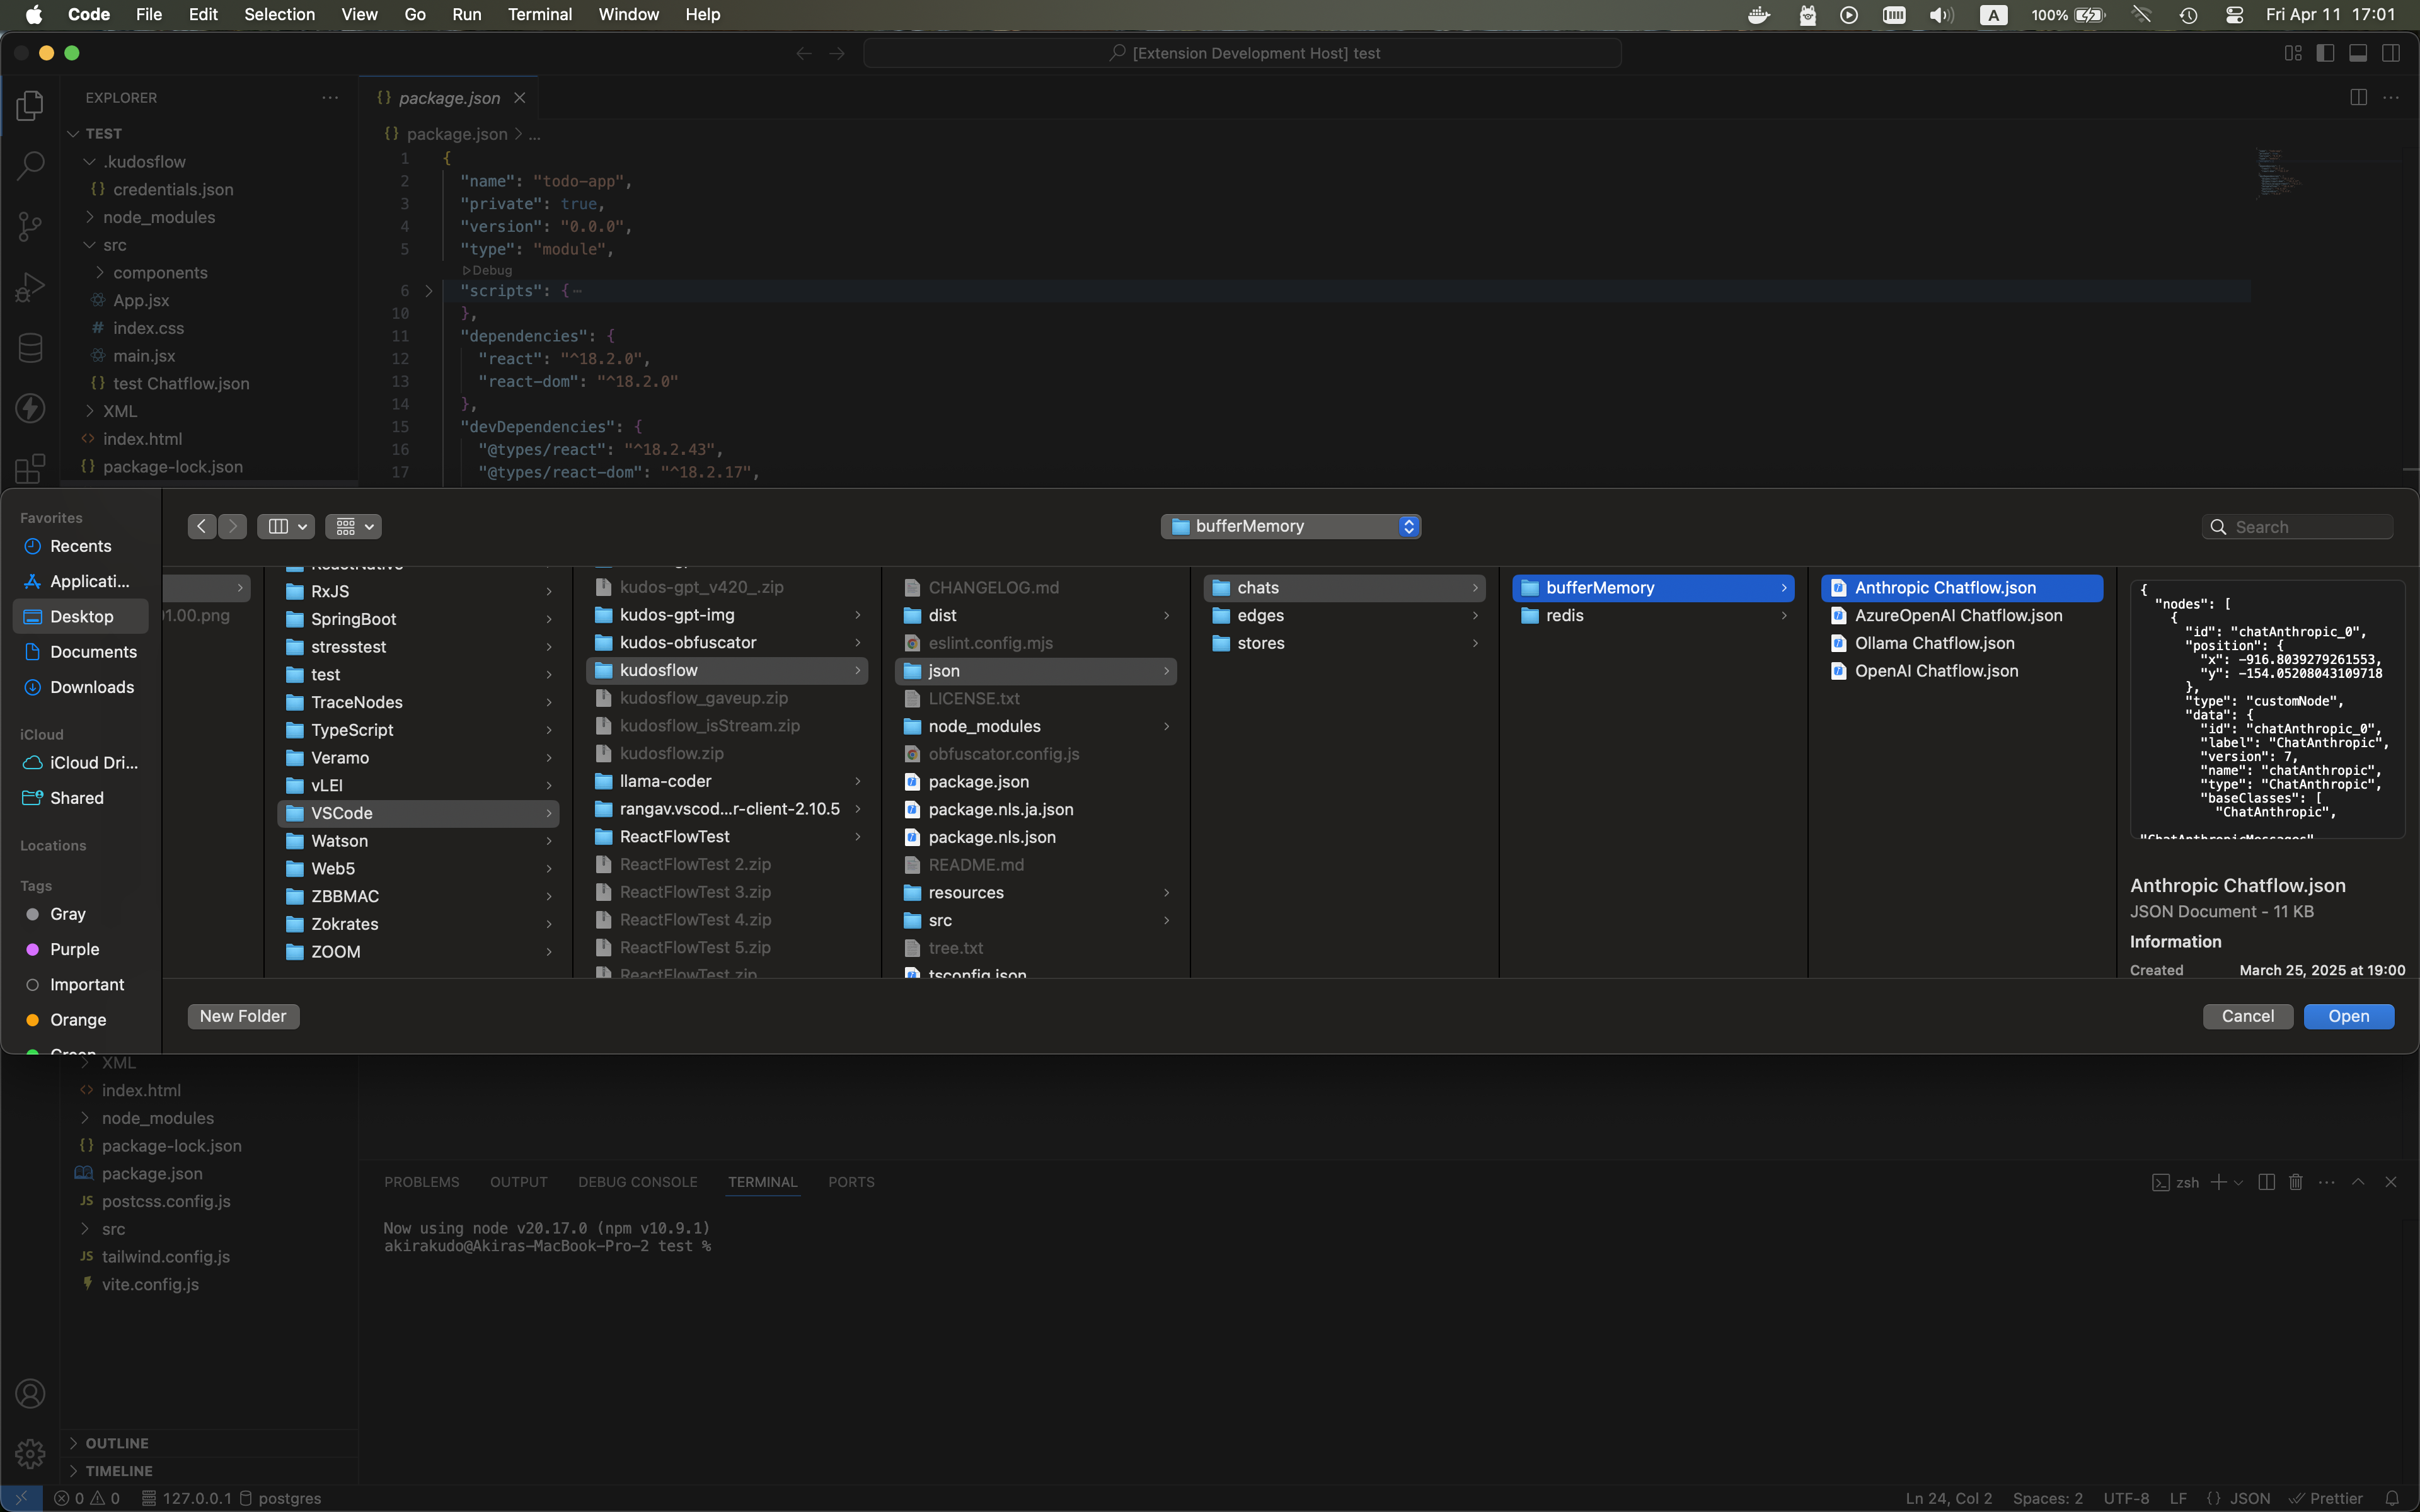 Code File Edit Selection View Go Run Terminal Window Help
A 100% Fri Apr 11 17:01
[Extension Development Host] test
EXPLORER
TEST
.kudosflow
credentials.json
node_modules
src
components
App.jsx
# index.css
main.jsx
{} test Chatflow.json
XML
<> index.html
{} package-lock.json
{} package.json
{} package.json > ...
1 {
2 "name": "todo-app",
3 "private": true,
4 "version": "0.0.0",
5 "type": "module",
Debug
6 "scripts": {
10 },
11 "dependencies": {
12 "react": "^18.2.0",
13 "react-dom": "^18.2.0"
14 },
15 "devDependencies": {
16 "@types/react": "^18.2.43",
17 "@types/react-dom": "^18.2.17",
Favorites
Recents
Applicati...
Desktop
Documents
Downloads
iCloud
iCloud Dri...
Shared
Locations
Tags
Gray
Purple
Important
Orange
Green
bufferMemory
Search
01.00.png
ReactNative
RxJS
SpringBoot
stresstest
test
TraceNodes
TypeScript
Veramo
vLEI
VSCode
Watson
Web5
ZBBMAC
Zokrates
ZOOM
kudos-gpt_v420_.zip
kudos-gpt-img
kudos-obfuscator
kudosflow
kudosflow_gaveup.zip
kudosflow_isStream.zip
kudosflow.zip
llama-coder
rangav.vscod...r-client-2.10.5
ReactFlowTest
ReactFlowTest 2.zip
ReactFlowTest 3.zip
ReactFlowTest 4.zip
ReactFlowTest 5.zip
ReactFlowTest.zip
CHANGELOG.md
dist
eslint.config.mjs
json
LICENSE.txt
node_modules
obfuscator.config.js
package.json
package.nls.ja.json
package.nls.json
README.md
resources
src
tree.txt
tsconfig.json
chats
edges
stores
bufferMemory
redis
Anthropic Chatflow.json
AzureOpenAI Chatflow.json
Ollama Chatflow.json
OpenAI Chatflow.json
{
"nodes": [
{
"id": "chatAnthropic_0",
"position": {
"x": -916.8039279261553,
"y": -154.05208043109718
},
"type": "customNode",
"data": {
"id": "chatAnthropic_0",
"label": "ChatAnthropic",
"version": 7,
"name": "chatAnthropic",
"type": "ChatAnthropic",
"baseClasses": [
"ChatAnthropic",
"ChatAnthropicMessages"
Anthropic Chatflow.json
JSON Document - 11 KB
Information
Created March 25, 2025 at 19:00
New Folder
Cancel
Open
XML
<> index.html
node_modules
{} package-lock.json
package.json
JS postcss.config.js
src
JS tailwind.config.js
vite.config.js
OUTLINE
TIMELINE
PROBLEMS OUTPUT DEBUG CONSOLE TERMINAL PORTS
zsh
Now using node v20.17.0 (npm v10.9.1)
akirakudo@Akiras-MacBook-Pro-2 test %
0 0 127.0.0.1 postgres
Ln 24, Col 2 Spaces: 2 UTF-8 LF {} JSON Prettier